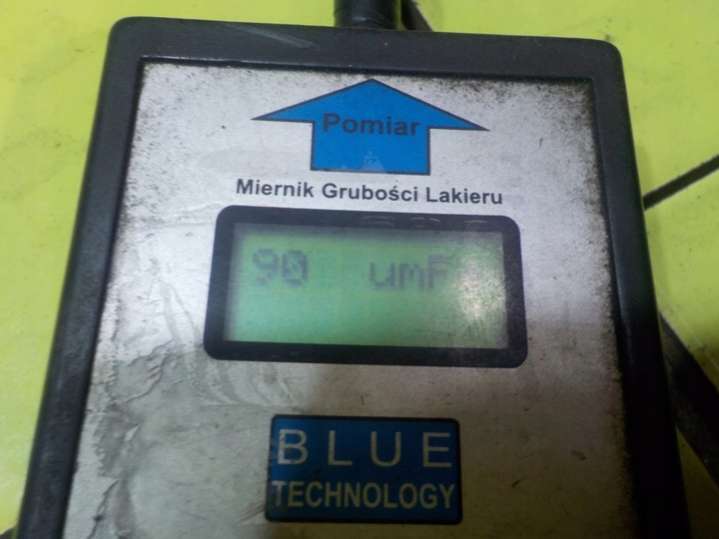 Pomiar
Miernik Grubości Lakieru
90 umF
BLUE
TECHNOLOGY